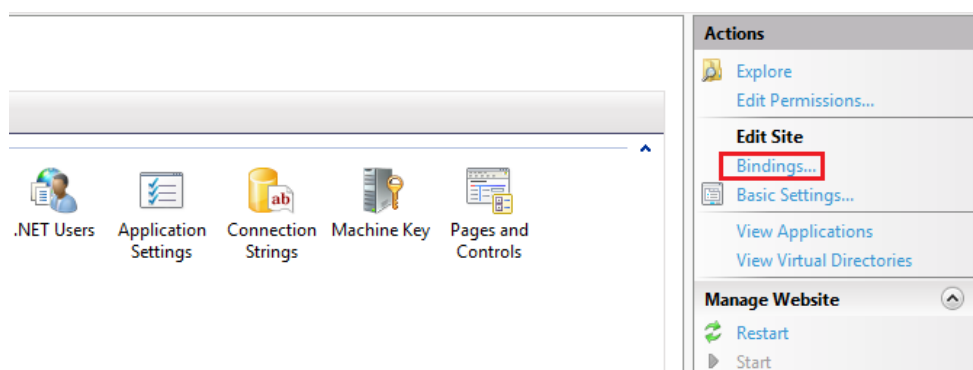 Actions
Explore
Edit Permissions...
Edit Site
Bindings...
Basic Settings...
View Applications
View Virtual Directories
Manage Website
Restart
Start
.NET Users
Application
Settings
Connection
Strings
Machine Key
Pages and
Controls
ab